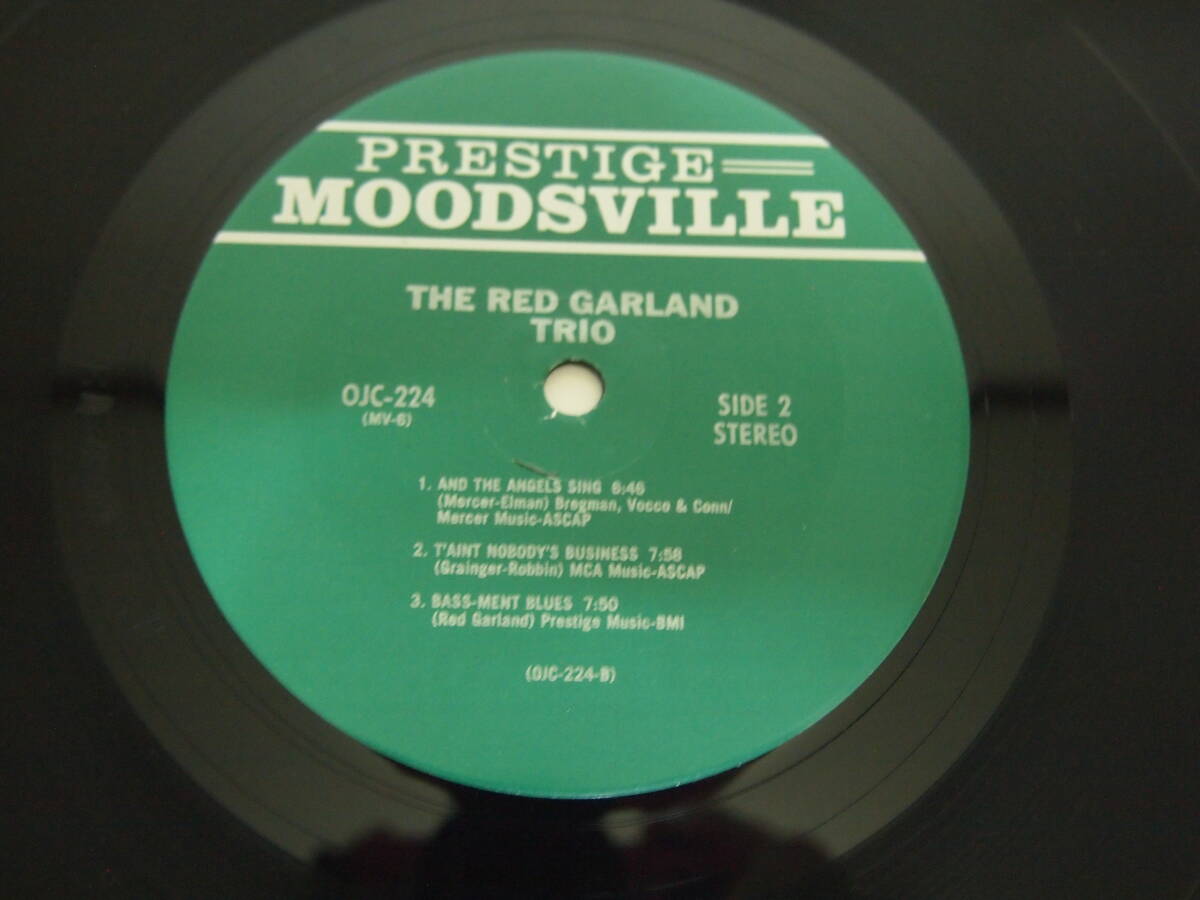 PRESTIGE
MOODSVILLE
THE RED GARLAND
TRIO
OJC-224
(MV-6)
SIDE 2
STEREO
1. AND THE ANGELS SING 6:46
(Mercer-Elman) Bregman, Vocco & Conn/
Mercer Music-ASCAP
2. T'AINT NOBODY'S BUSINESS 7:58
(Grainger-Robbin) MCA Music-ASCAP
3. BASS-MENT BLUES 7:50
(Red Garland) Prestige Music-BMI
(OJC-224-B)